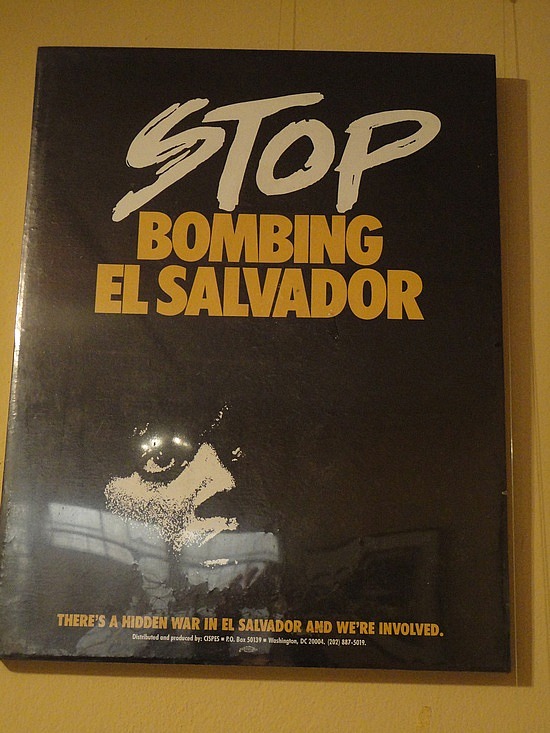 STOP
BOMBING
EL SALVADOR
THERE'S A HIDDEN WAR IN EL SALVADOR AND WE'RE INVOLVED.
Distributed and produced by: CISPES ■ P.O. Box 50139 ■ Washington, DC 20004. (202) 887-5019.